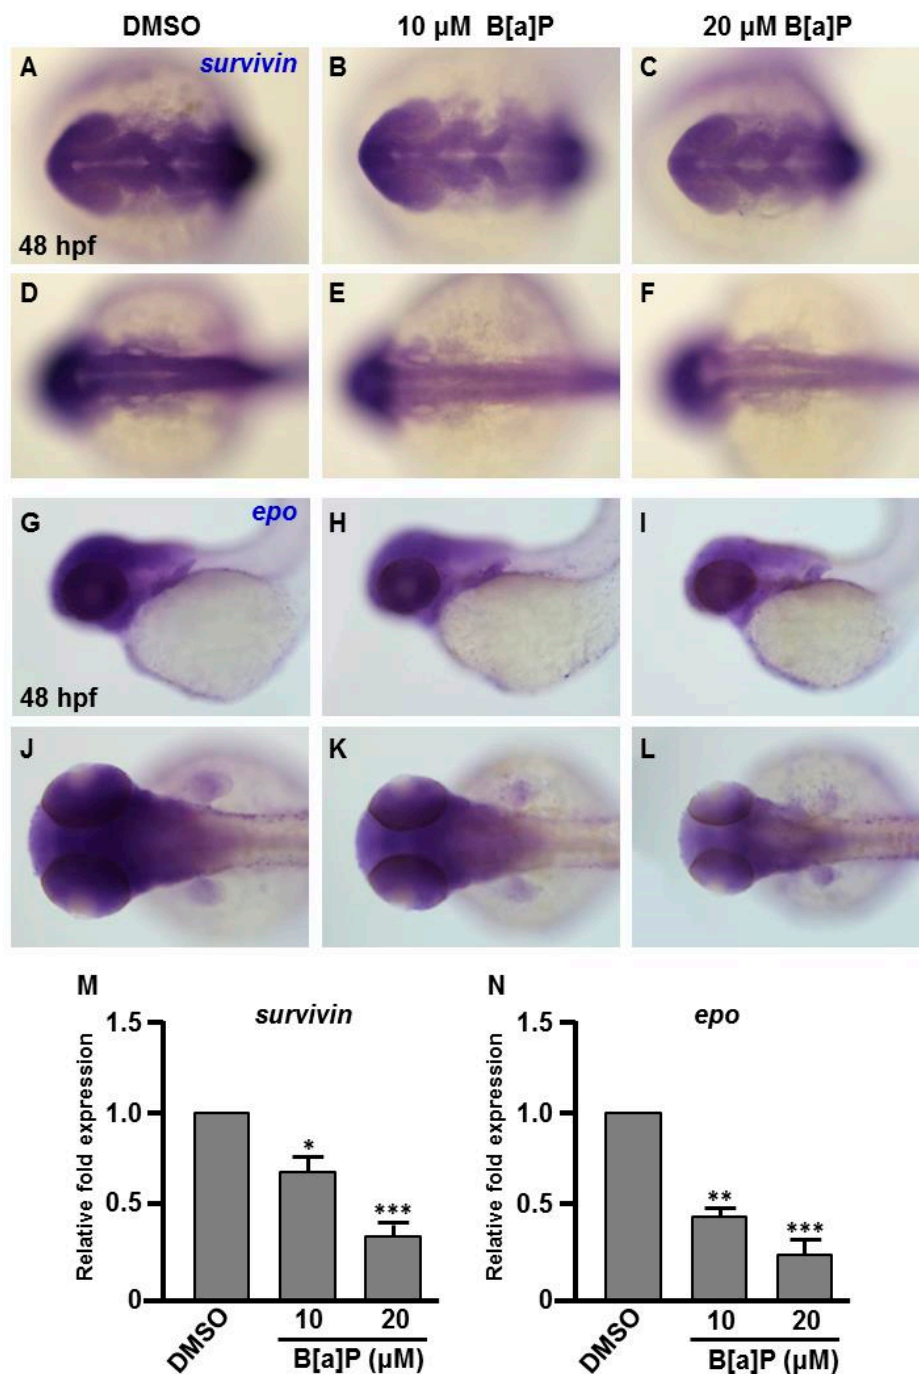 DMSO 10 µM B[a]P 20 µM B[a]P
A survivin B C
48 hpf
D E F
G epo H I
48 hpf
J K L
M N
survivin epo
1.5 1.5
Relative fold expression Relative fold expression
1.0 1.0
* ** ***
*** 
0.5 0.5
0 0
DMSO 10 20 DMSO 10 20
B[a]P (µM) B[a]P (µM)